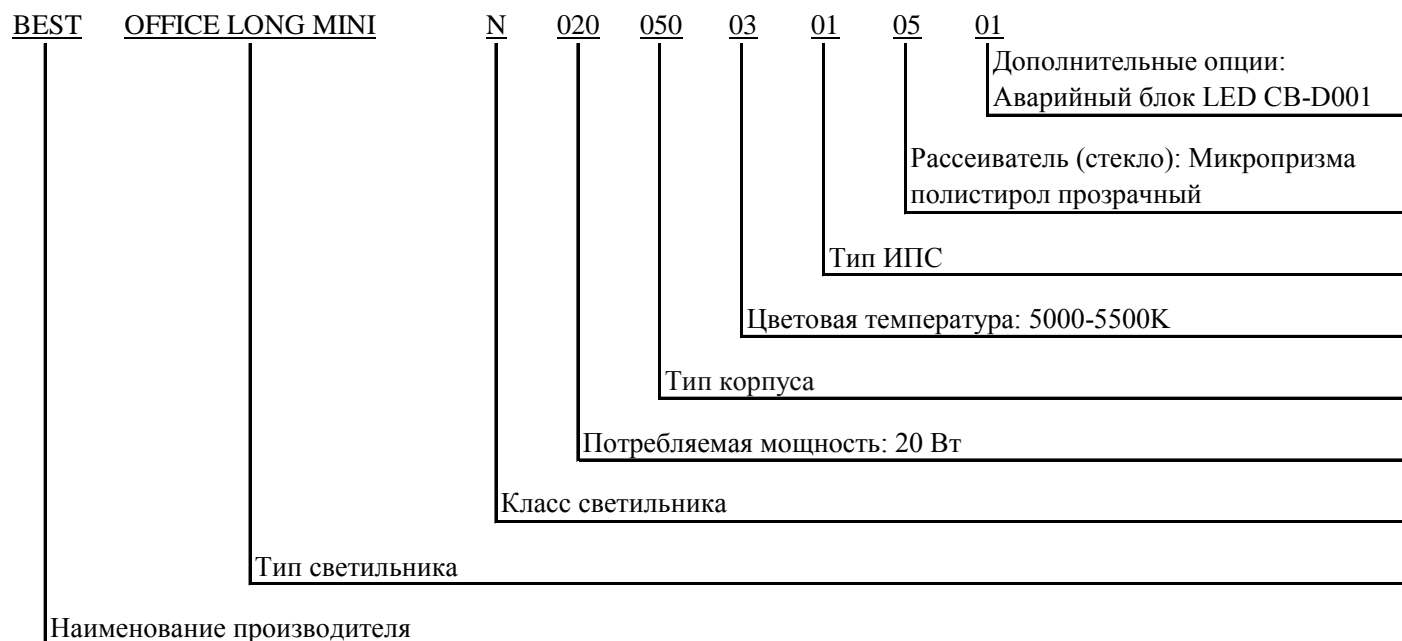 BEST OFFICE LONG MINI N 020 050 03 01 05 01
Дополнительные опции:
Аварийный блок LED CB-D001
Рассеиватель (стекло): Микропризма
полистирол прозрачный
Тип ИПС
Цветовая температура: 5000-5500K
Тип корпуса
Потребляемая мощность: 20 Вт
Класс светильника
Тип светильника
Наименование производителя